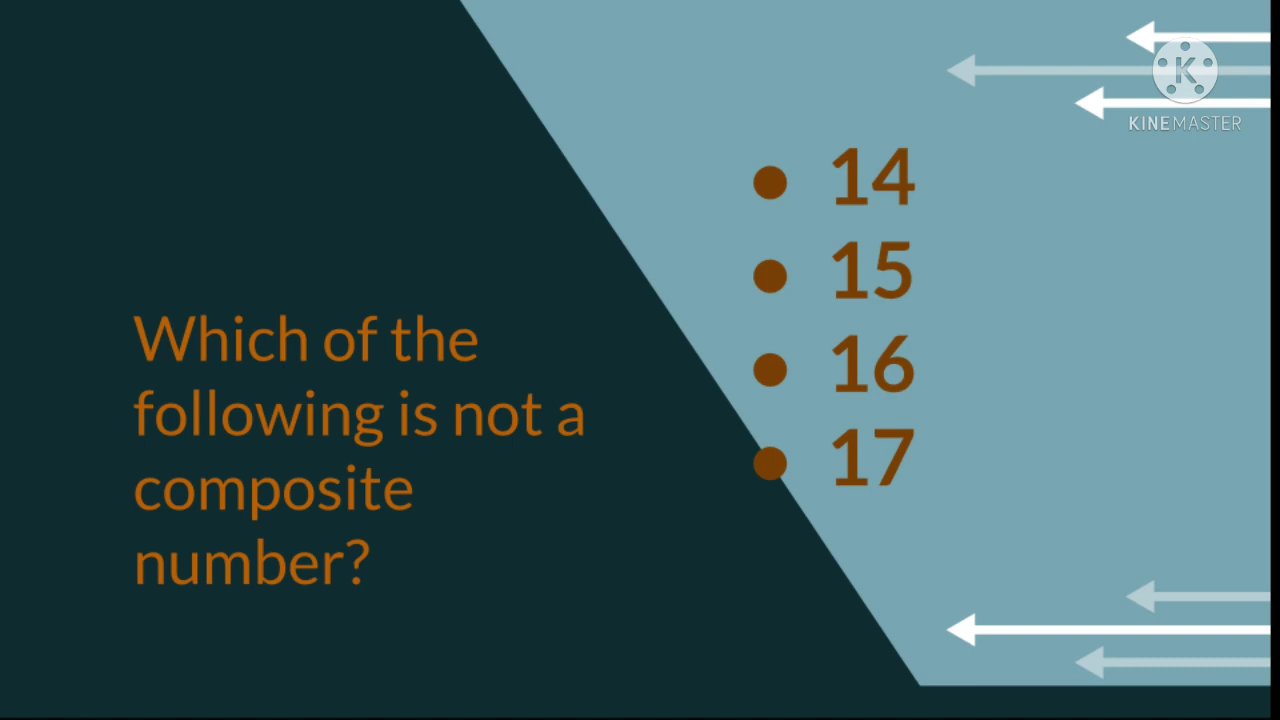 KINEMASTER
● 14
● 15
● 16
● 17
Which of the
following is not a
composite
number?